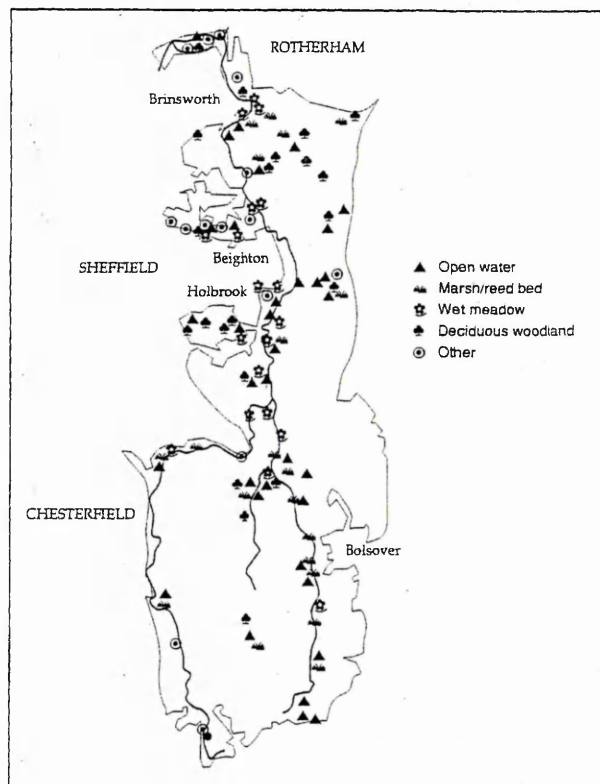 ROTHERHAM
Brinsworth
Beighton
SHEFFIELD
Holbrook
Open water
Marsh/reed bed
Wet meadow
Deciduous woodland
Other
CHESTERFIELD
Bolsover